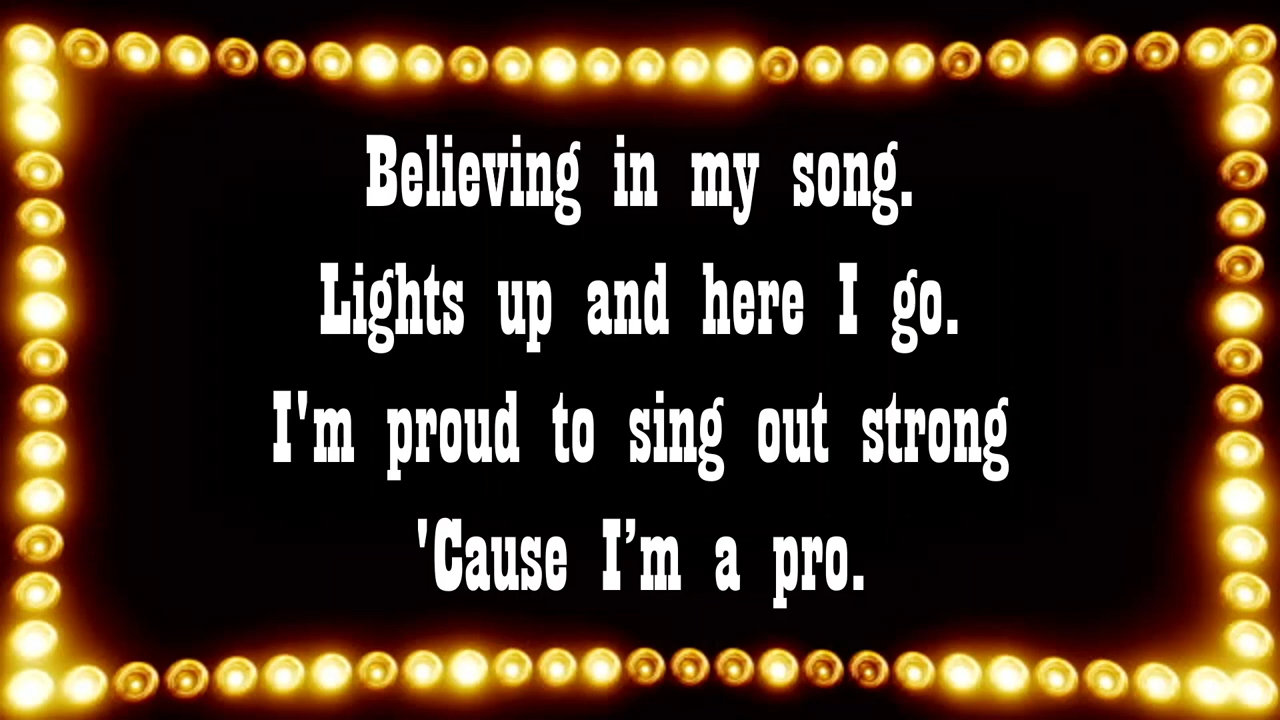 Believing in my song.
Lights up and here I go.
I'm proud to sing out strong
'Cause I’m a pro.